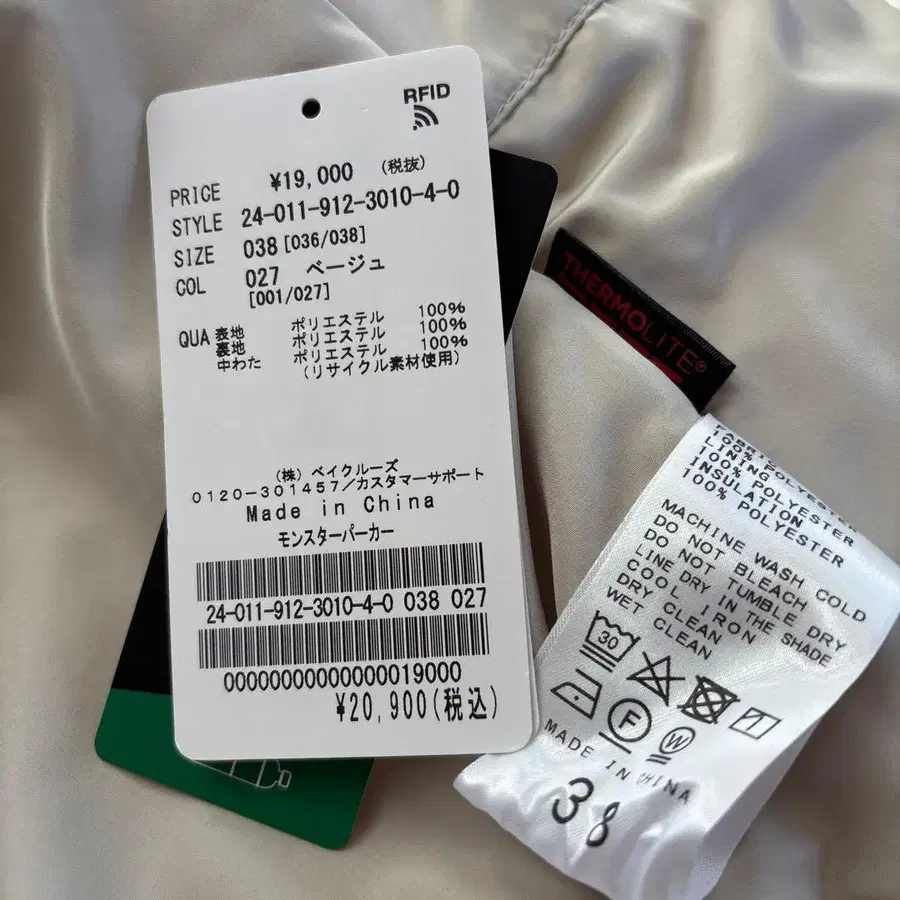 RFID
PRICE ¥19,000 (税抜)
STYLE 24-011-912-3010-4-0
SIZE 038 [036/038]
COL 027 ベージュ
[001/027]
QUA 表地 ポリエステル 100%
裏地 ポリエステル 100%
中わた ポリエステル 100%
(リサイクル素材使用)
(株) ベイクルーズ
0120-301457/カスタマーサポート
Made in China
モンスターパーカー
24-011-912-3010-4-0 038 027
00000000000000019000
¥20,900(税込)
THERMOLITE®
100% POLYESTER
LINING
100% POLYESTER
INSULATION
100% POLYESTER
MACHINE WASH COLD
DO NOT BLEACH
DO NOT TUMBLE DRY
LINE DRY IN THE SHADE
COOL IRON
DRY CLEAN
WET CLEAN
30
F
W
MADE IN CHINA
38